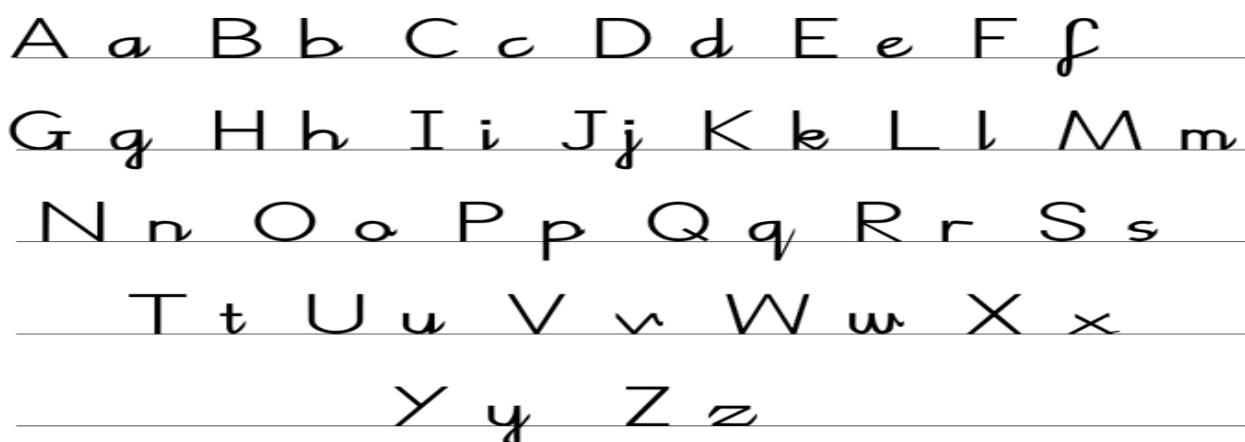 A a B b C c D d E e F f
G g H h I i J j K k L l M m
N n O o P p Q q R r S s
T t U u V v W w X x
Y y Z z